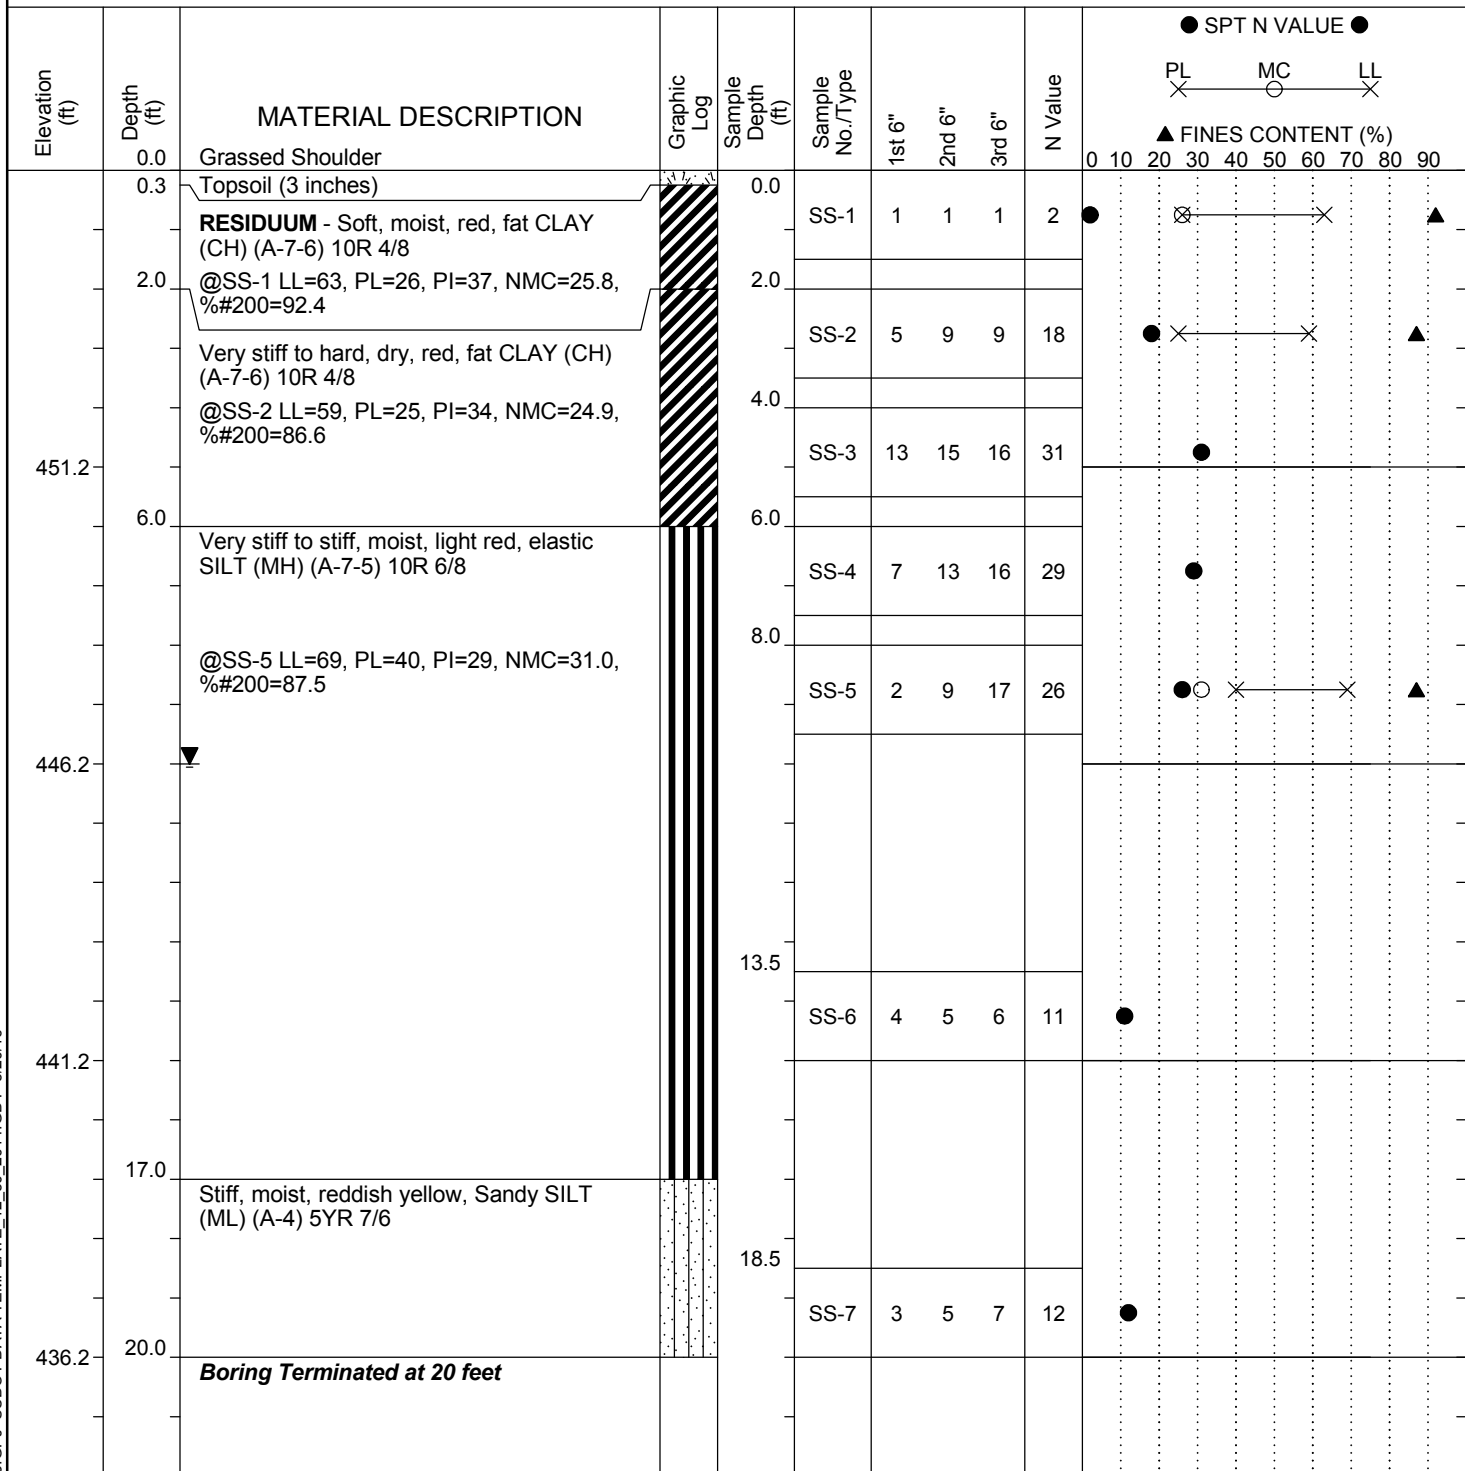 ● SPT N VALUE ●
PL MC LL
▲ FINES CONTENT (%)
0 10 20 30 40 50 60 70 80 90
Elevation
(ft)
Depth
(ft)
MATERIAL DESCRIPTION
Graphic
Log
Sample
Depth
(ft)
Sample
No./Type
1st 6"
2nd 6"
3rd 6"
N Value
0.0 Grassed Shoulder
0.3 Topsoil (3 inches) 0.0
SS-1 1 1 1 2
RESIDUUM - Soft, moist, red, fat CLAY
(CH) (A-7-6) 10R 4/8
2.0 @SS-1 LL=63, PL=26, PI=37, NMC=25.8, 2.0
%#200=92.4
SS-2 5 9 9 18
Very stiff to hard, dry, red, fat CLAY (CH)
(A-7-6) 10R 4/8
@SS-2 LL=59, PL=25, PI=34, NMC=24.9, 4.0
%#200=86.6
SS-3 13 15 16 31
451.2
6.0 6.0
Very stiff to stiff, moist, light red, elastic
SILT (MH) (A-7-5) 10R 6/8
SS-4 7 13 16 29
8.0
@SS-5 LL=69, PL=40, PI=29, NMC=31.0,
%#200=87.5
SS-5 2 9 17 26
446.2
13.5
SS-6 4 5 6 11
441.2
17.0
Stiff, moist, reddish yellow, Sandy SILT
(ML) (A-4) 5YR 7/6
18.5
SS-7 3 5 7 12
436.2 20.0
Boring Terminated at 20 feet